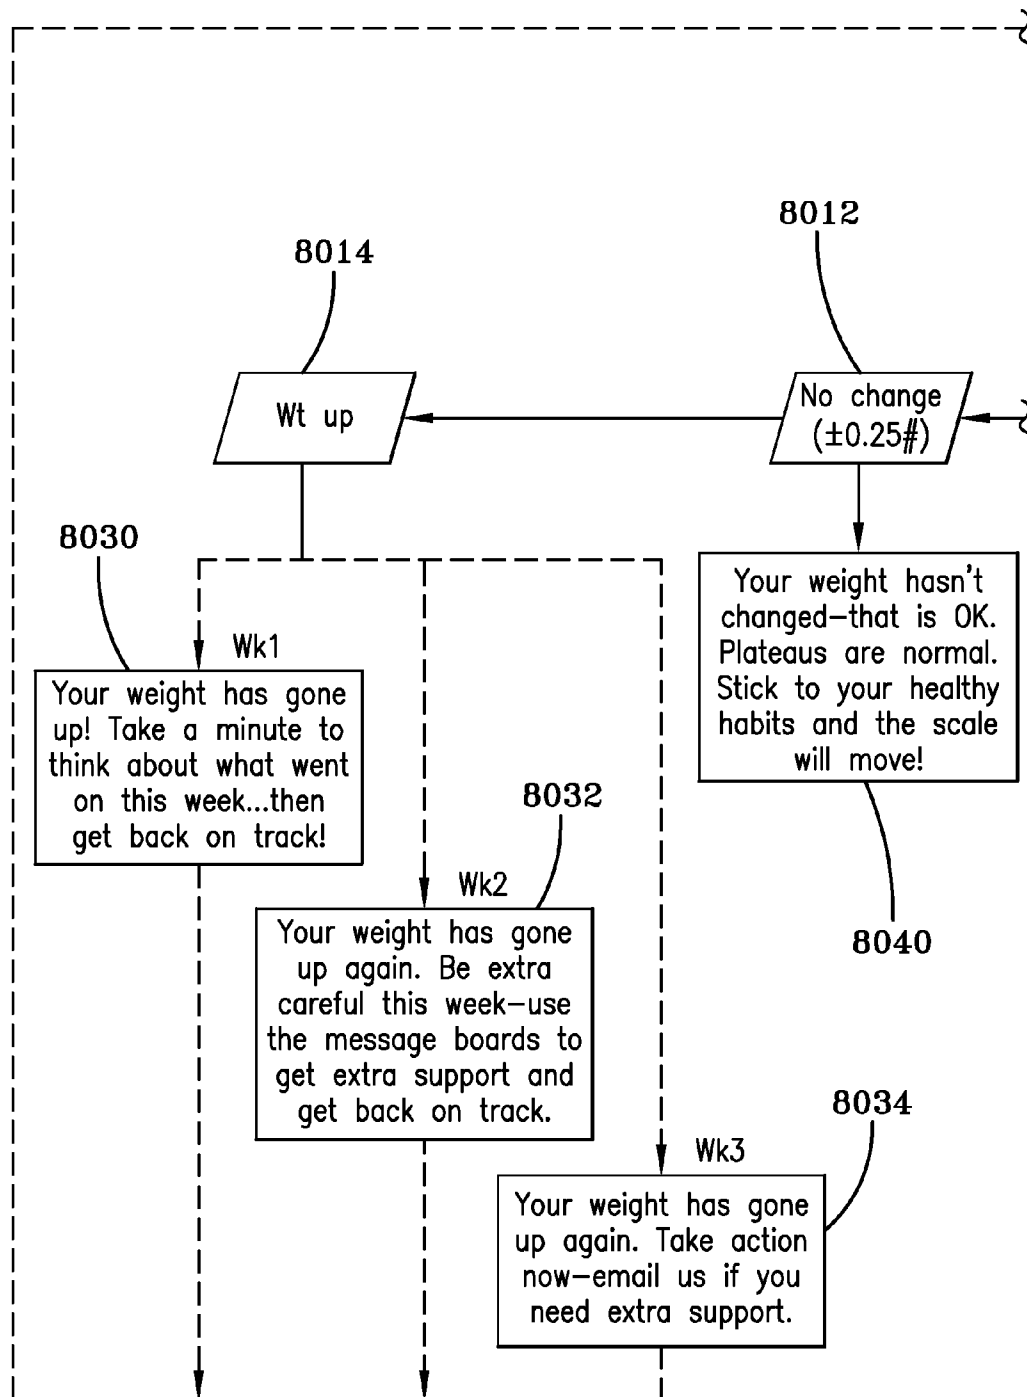 8012
8014
No change
(±0.25#)
Wt up
8030
Your weight hasn't
changed–that is OK.
Plateaus are normal.
Stick to your healthy
habits and the scale
will move!
Wk1
Your weight has gone
up! Take a minute to
think about what went
on this week...then
get back on track!
8032
Wk2
8040
Your weight has gone
up again. Be extra
careful this week–use
the message boards to
get extra support and
get back on track.
8034
Wk3
Your weight has gone
up again. Take action
now–email us if you
need extra support.